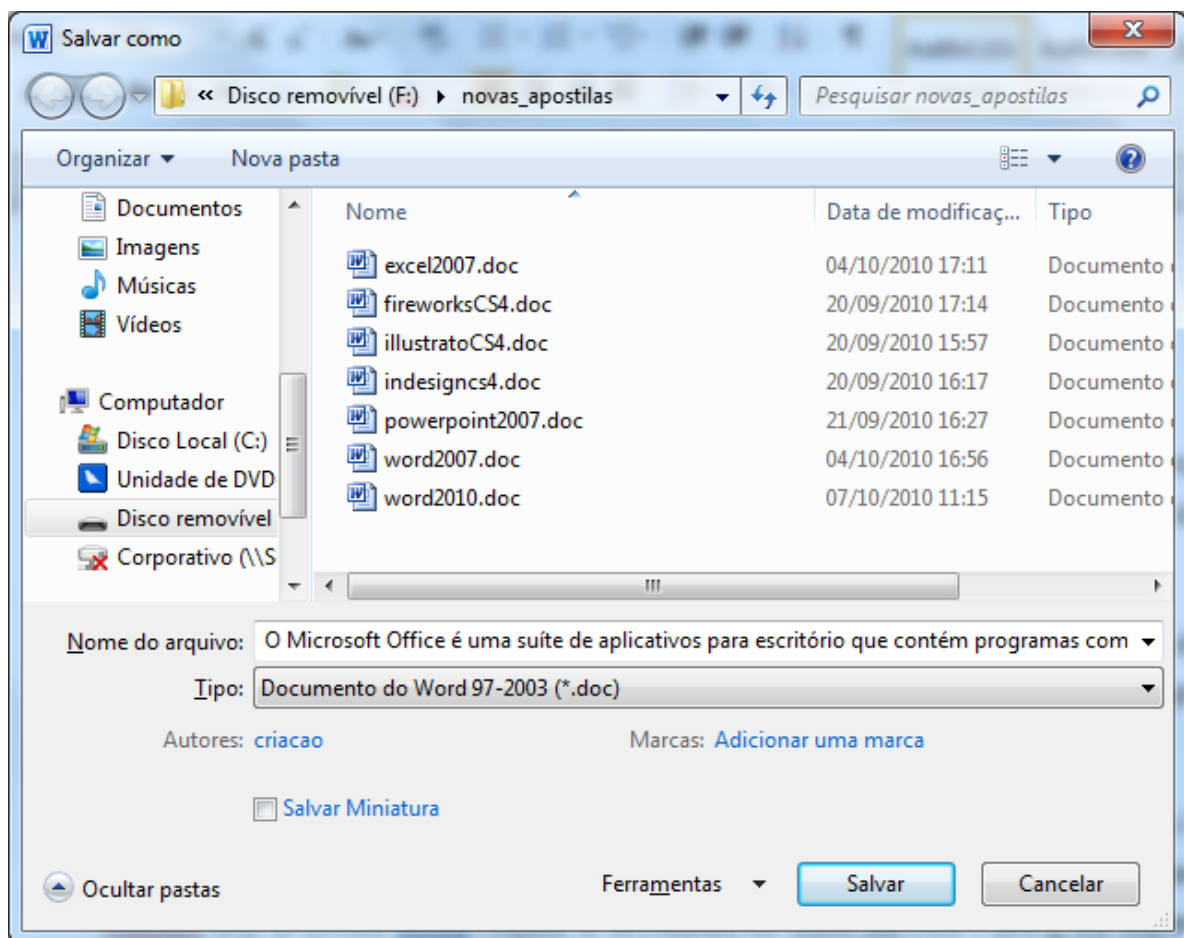 Salvar como
« Disco removível (F:) novas_apostilas Pesquisar novas_apostilas
Organizar Nova pasta
Documentos
Imagens
Músicas
Vídeos
Computador
Disco Local (C:)
Unidade de DVD
Disco removível
Corporativo (\\S
Nome Data de modificaç... Tipo
excel2007.doc 04/10/2010 17:11 Documento
fireworksCS4.doc 20/09/2010 17:14 Documento
illustratoCS4.doc 20/09/2010 15:57 Documento
indesigncs4.doc 20/09/2010 16:17 Documento
powerpoint2007.doc 21/09/2010 16:27 Documento
word2007.doc 04/10/2010 16:56 Documento
word2010.doc 07/10/2010 11:15 Documento
Nome do arquivo: O Microsoft Office é uma suíte de aplicativos para escritório que contém programas com
Tipo: Documento do Word 97-2003 (*.doc)
Autores: criacao Marcas: Adicionar uma marca
Salvar Miniatura
Ocultar pastas Ferramentas Salvar Cancelar